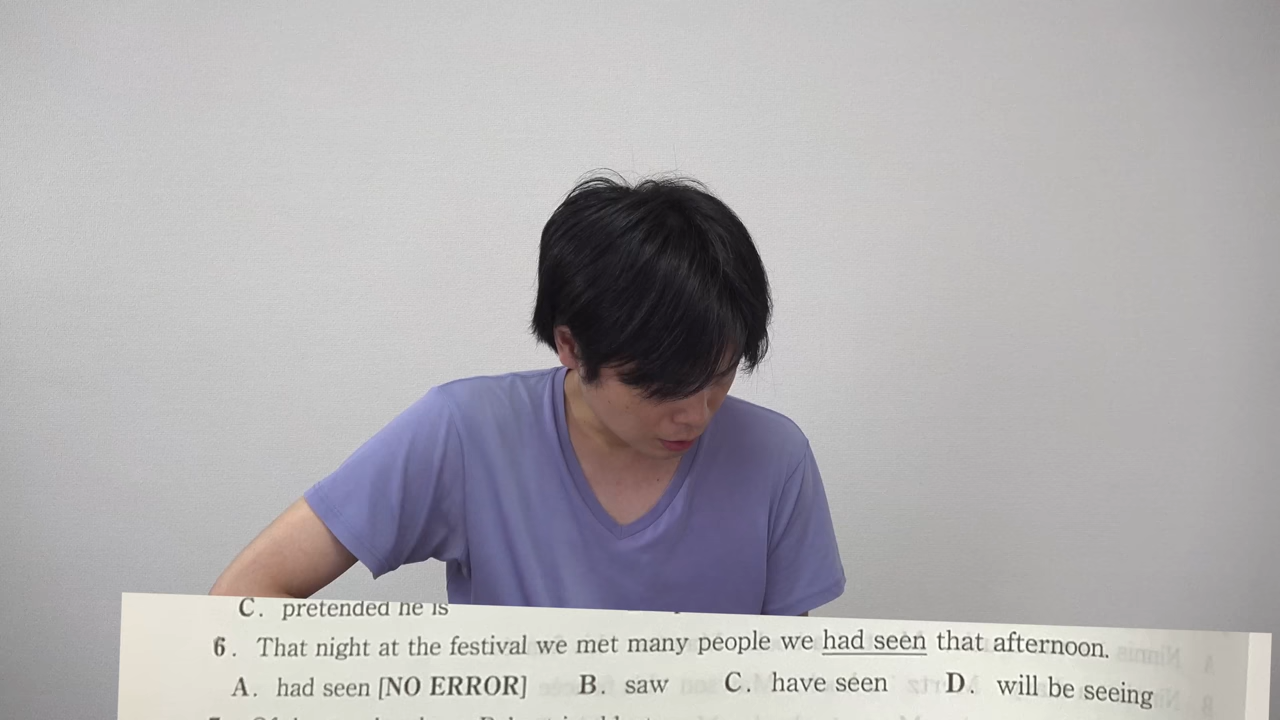 C. pretended he is
6. That night at the festival we met many people we had seen that afternoon.
A. had seen [NO ERROR] B. saw C. have seen D. will be seeing